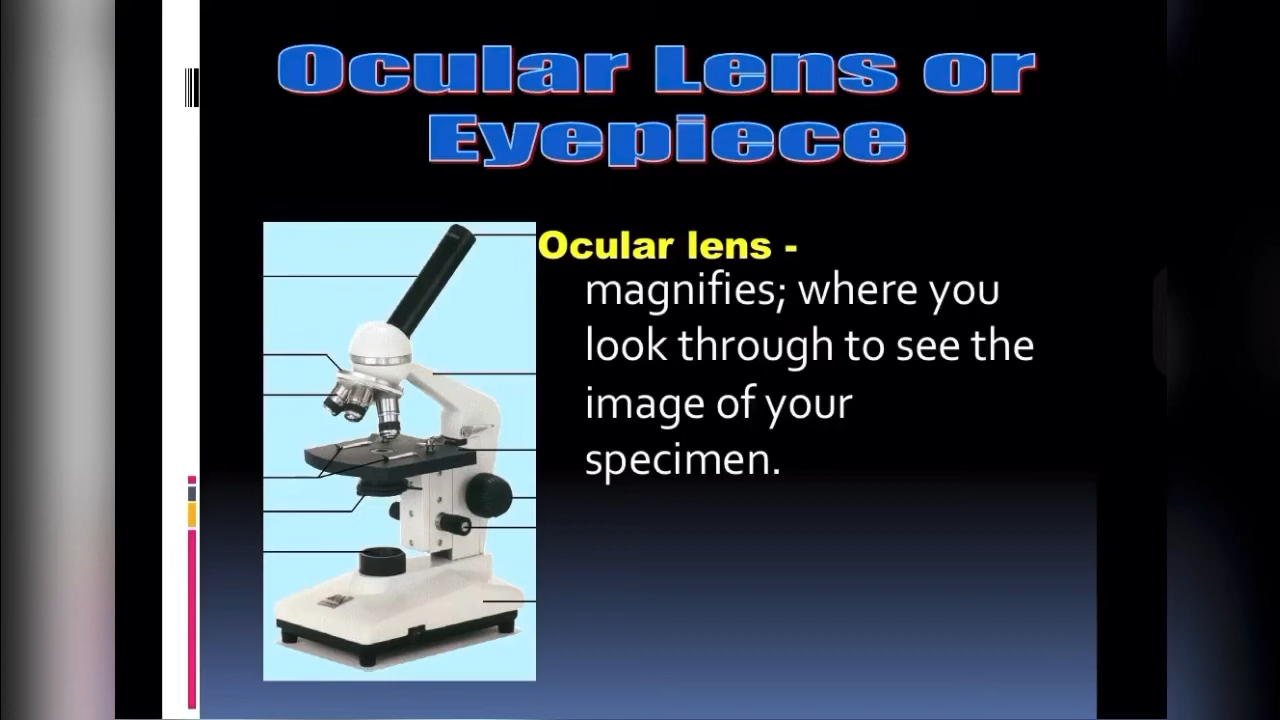 Ocular Lens or
Eyepiece
Ocular lens -
magnifies; where you
look through to see the
image of your
specimen.